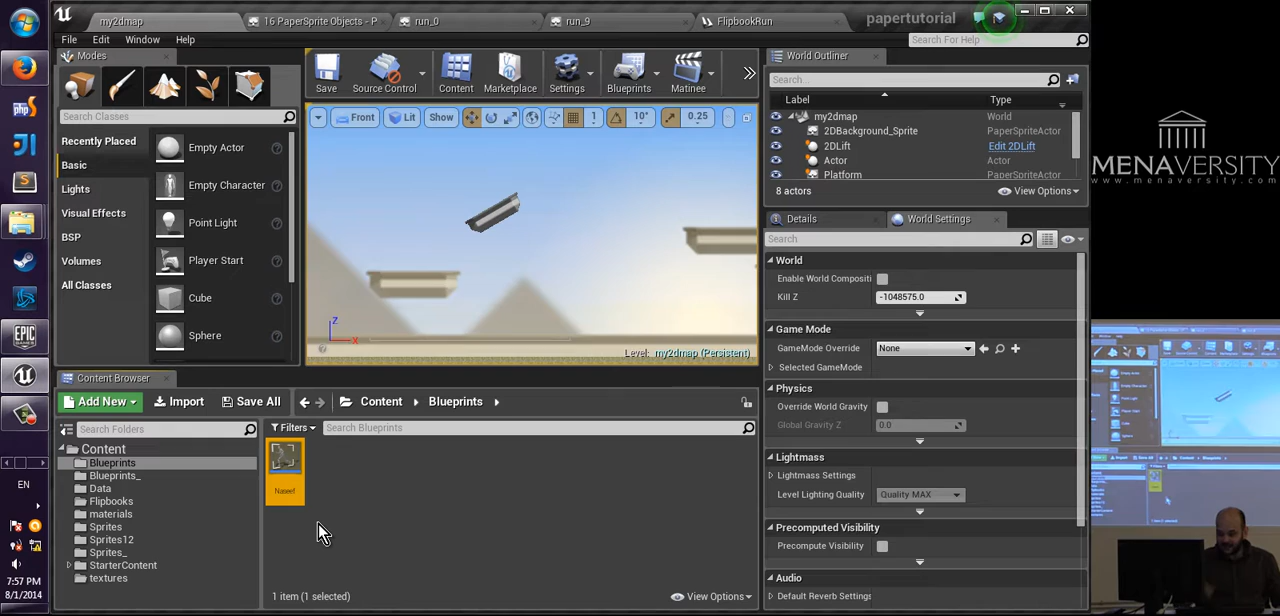 my2dmap
16 PaperSprite Objects - P
run_0
run_9
FlipbookRun
papertutorial
File Edit Window Help
Search For Help
Modes
Search Classes
Recently Placed
Basic
Lights
Visual Effects
BSP
Volumes
All Classes
Empty Actor
Empty Character
Point Light
Player Start
Cube
Sphere
Save
Source Control
Content
Marketplace
Settings
Blueprints
Matinee
Front
Lit
Show
1
10°
0.25
Z
X
Level: my2dmap (Persistent)
World Outliner
Search...
Label Type
my2dmap World
2DBackground_Sprite PaperSpriteActor
2DLift Edit 2DLift
Actor Actor
Platform PaperSpriteActor
8 actors
View Options
Details
World Settings
Search
World
Enable World Compositi
Kill Z -1048575.0
Game Mode
GameMode Override None
Selected GameMode
Physics
Override World Gravity
Global Gravity Z 0.0
Lightmass
Lightmass Settings
Level Lighting Quality Quality MAX
Precomputed Visibility
Precompute Visibility
Audio
Default Reverb Settings
Content Browser
Add New
Import
Save All
Content
Blueprints
Search Folders
Filters
Search Blueprints
Content
Blueprints
Blueprints_
Data
Flipbooks
materials
Sprites
Sprites12
Sprites_
StarterContent
textures
Naseef
1 item (1 selected)
View Options
php
S
EPIC
GAMES
EN
7:57 PM
8/1/2014
MENAVERSITY
www.menaversity.com